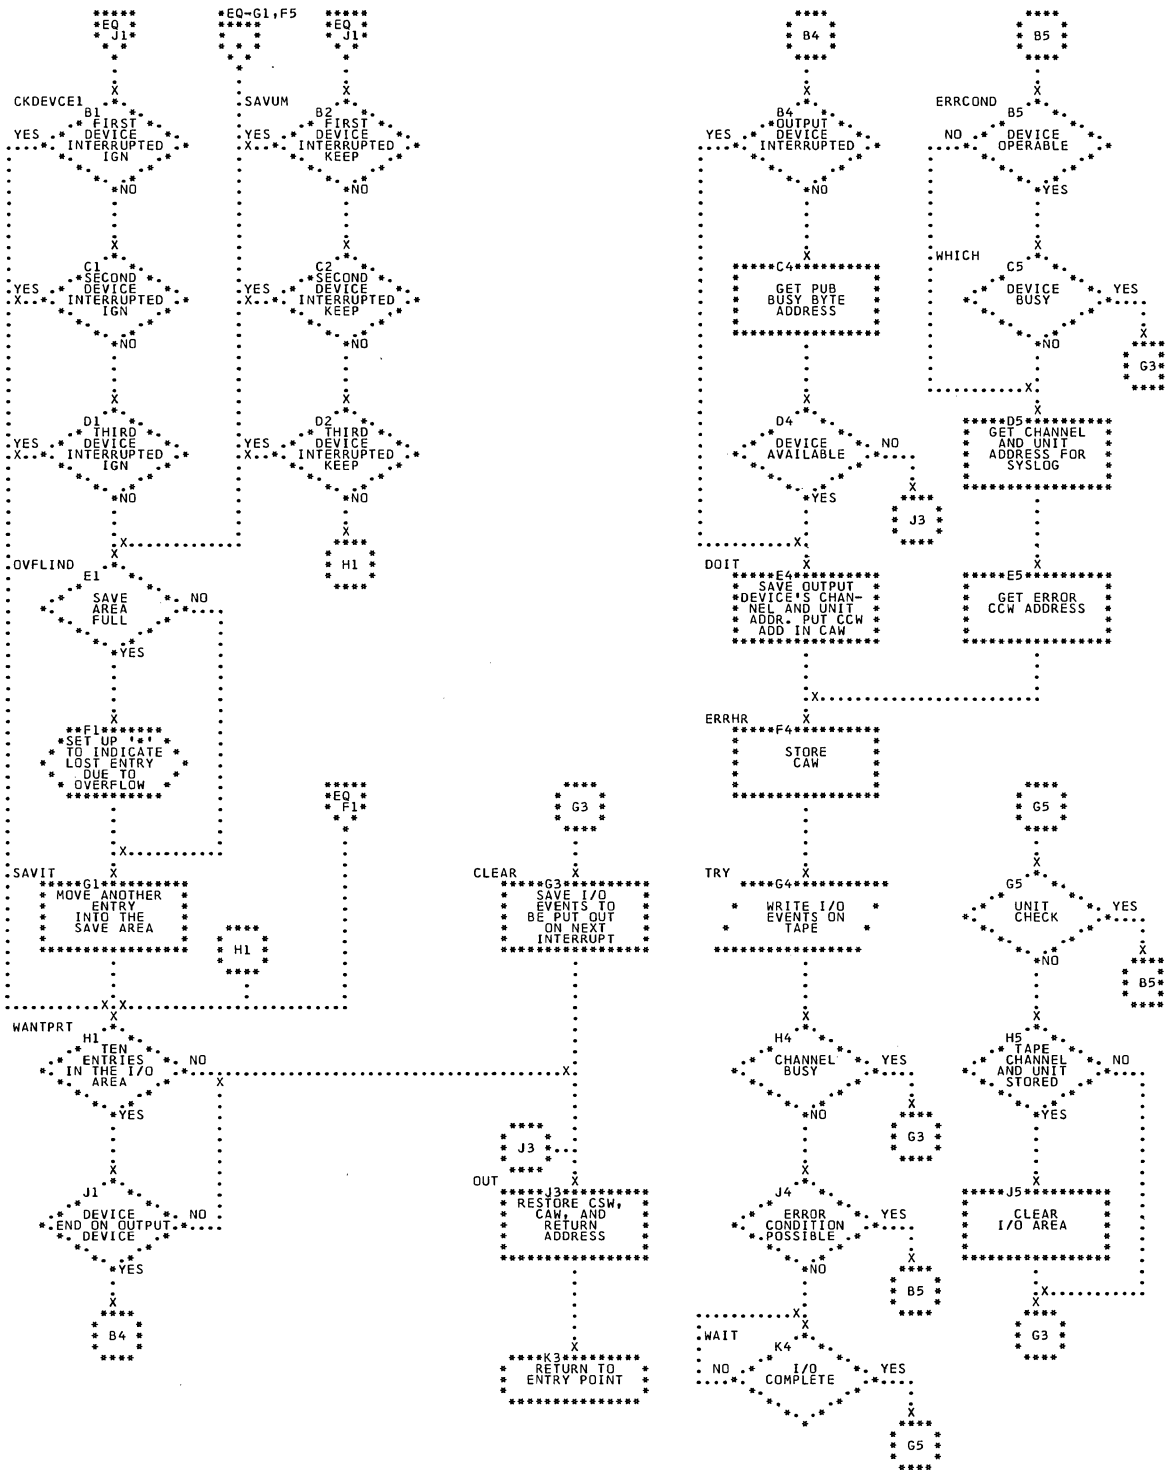 EQ
J1
EQ-G1,F5
EQ
J1
B4
B5
CKDEVCE1
B1
FIRST
DEVICE
INTERRUPTED
IGN
YES
NO
SAVUM
B2
FIRST
DEVICE
INTERRUPTED
KEEP
YES
NO
B4
OUTPUT
DEVICE
INTERRUPTED
YES
NO
ERRCOND
B5
DEVICE
OPERABLE
NO
YES
C1
SECOND
DEVICE
INTERRUPTED
IGN
YES
NO
C2
SECOND
DEVICE
INTERRUPTED
KEEP
YES
NO
C4
GET PUB
BUSY BYTE
ADDRESS
WHICH
C5
DEVICE
BUSY
YES
NO
G3
D1
THIRD
DEVICE
INTERRUPTED
IGN
YES
NO
D2
THIRD
DEVICE
INTERRUPTED
KEEP
YES
NO
H1
D4
DEVICE
AVAILABLE
NO
YES
J3
D5
GET CHANNEL
AND UNIT
ADDRESS FOR
SYSLOG
OVFLIND
E1
SAVE
AREA
FULL
NO
YES
DOIT
E4
SAVE OUTPUT
DEVICE'S CHAN-
NEL AND UNIT
ADDR. PUT CCW
ADD IN CAW
E5
GET ERROR
CCW ADDRESS
F1
SET UP '*'
TO INDICATE
LOST ENTRY
DUE TO
OVERFLOW
EQ
F1
G3
ERRHR
F4
STORE
CAW
G5
SAVIT
G1
MOVE ANOTHER
ENTRY
INTO THE
SAVE AREA
H1
CLEAR
G3
SAVE I/O
EVENTS TO
BE PUT OUT
ON NEXT
INTERRUPT
TRY
G4
WRITE I/O
EVENTS ON
TAPE
G5
UNIT
CHECK
YES
NO
B5
WANTPRT
H1
TEN
ENTRIES
IN THE I/O
AREA
NO
YES
H4
CHANNEL
BUSY
YES
NO
G3
H5
TAPE
CHANNEL
AND UNIT
STORED
NO
YES
J3
J1
DEVICE
END ON OUTPUT
DEVICE
NO
YES
B4
OUT
J3
RESTORE CSW,
CAW, AND
RETURN
ADDRESS
J4
ERROR
CONDITION
POSSIBLE
YES
NO
B5
J5
CLEAR
I/O AREA
G3
K3
RETURN TO
ENTRY POINT
WAIT
K4
I/O
COMPLETE
NO
YES
G5